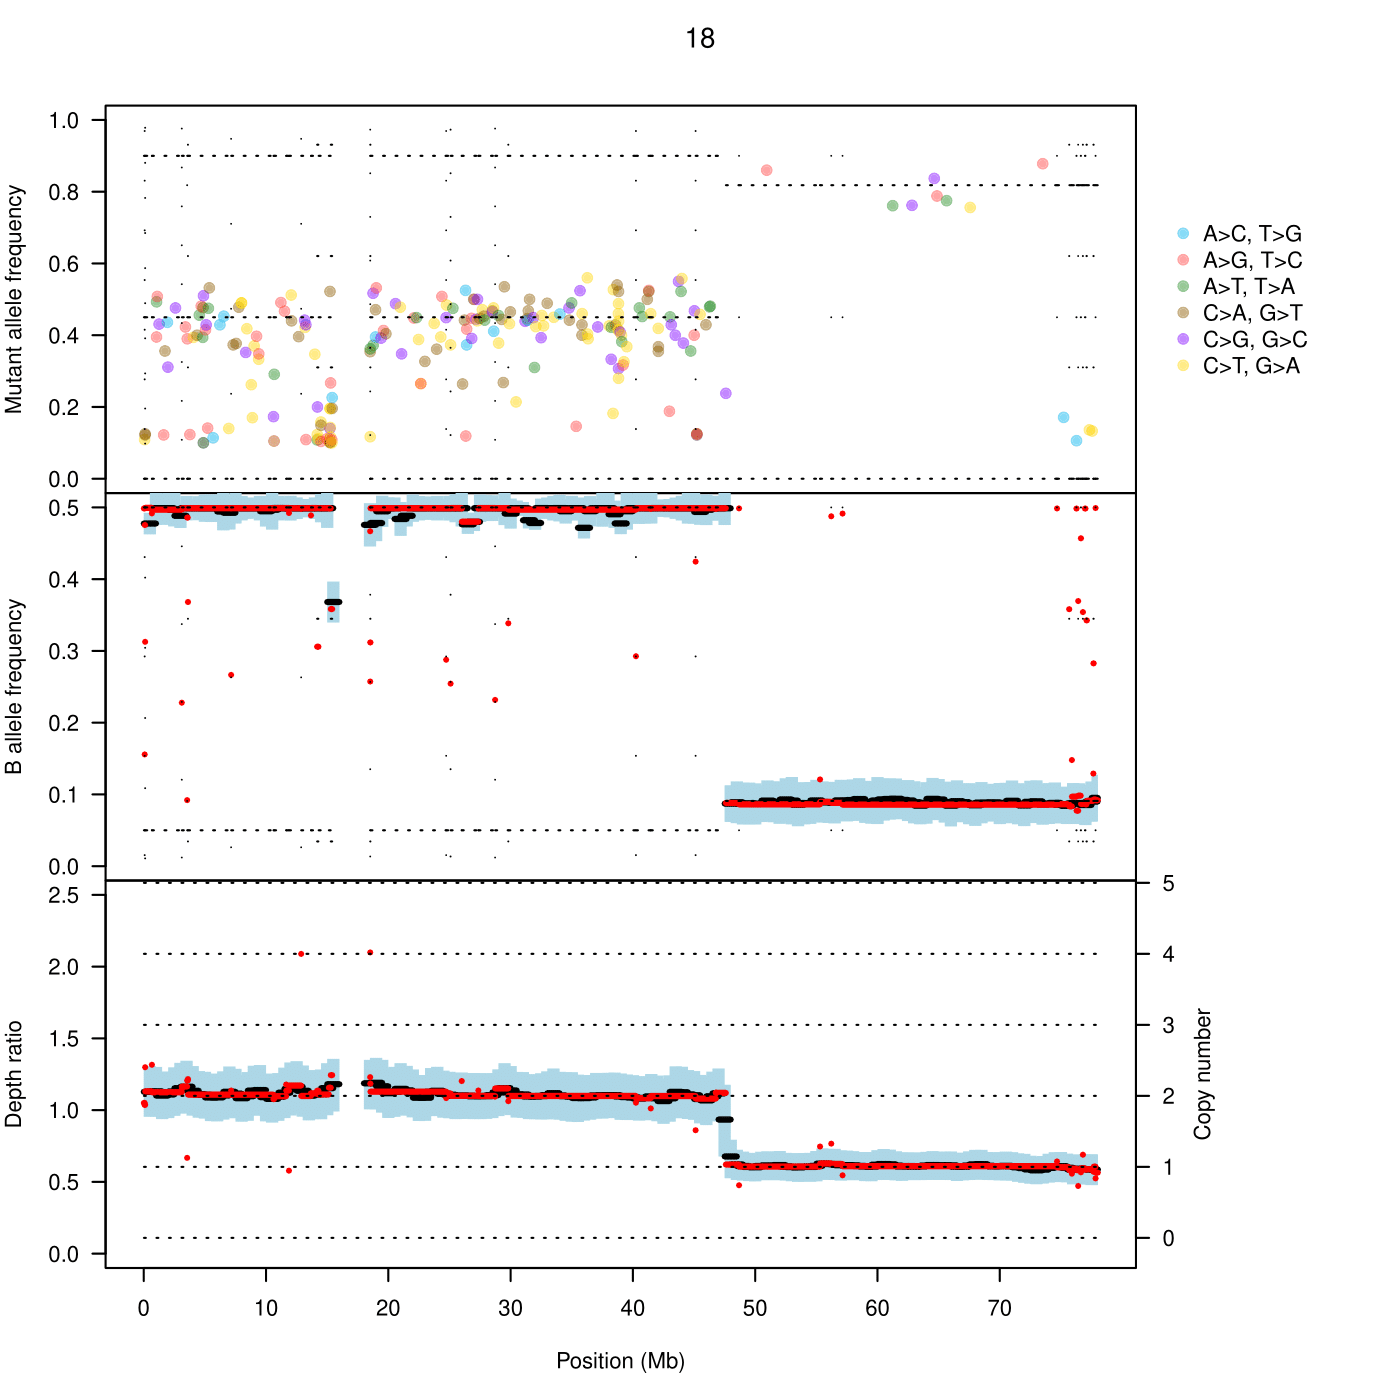 18
Mutant allele frequency
1.0
0.8
0.6
0.4
0.2
0.0
A>C, T>G
A>G, T>C
A>T, T>A
C>A, G>T
C>G, G>C
C>T, G>A
B allele frequency
0.5
0.4
0.3
0.2
0.1
0.0
Depth ratio
2.5
2.0
1.5
1.0
0.5
0.0
5
4
3
2
1
0
Copy number
0 10 20 30 40 50 60 70
Position (Mb)